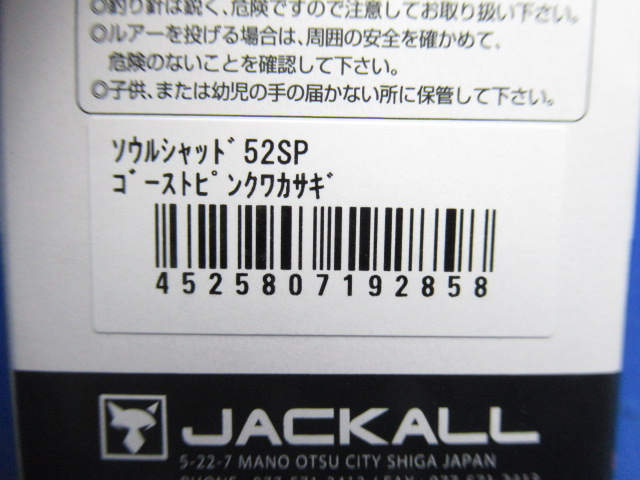 ◎釣り針は鋭く、危険ですので注意してお取り扱い下さい。
◎ルアーを投げる場合は、周囲の安全を確かめて、
危険のないことを確認して下さい。
◎子供、または幼児の手の届かない所に保管して下さい。
ｿｳﾙｼｬｯﾄﾞ52SP
ｺﾞｰｽﾄﾋﾟﾝｸﾜｶｻｷﾞ
4525807192858
JACKALL
5-22-7 MANO OTSU CITY SHIGA JAPAN